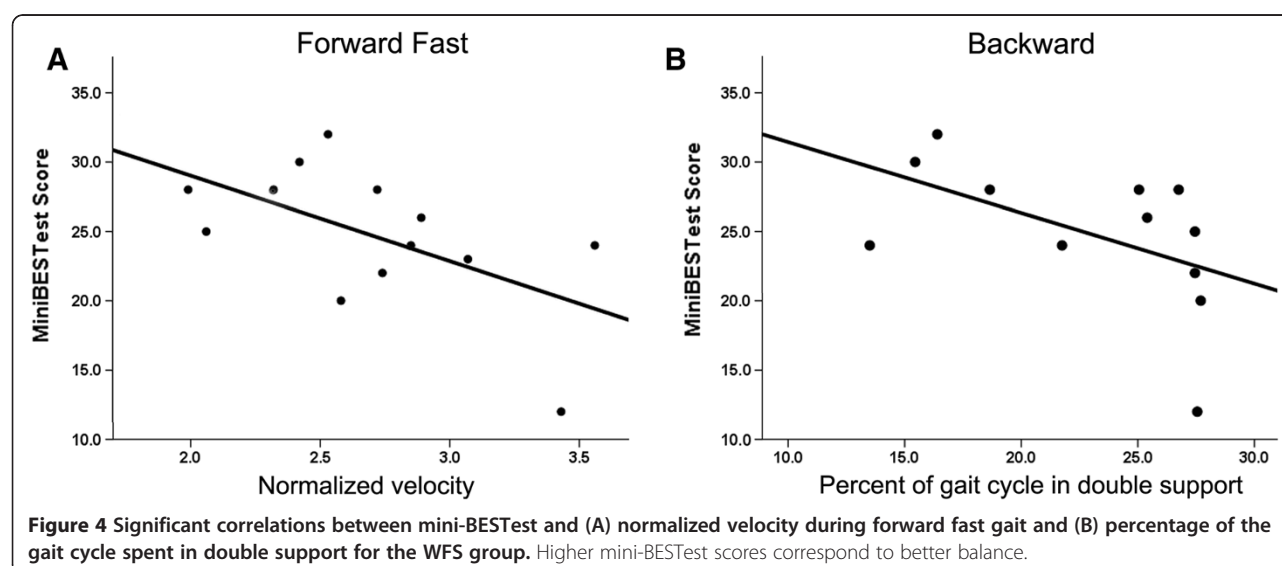 A
Forward Fast
MiniBESTest Score
35.0
30.0
25.0
20.0
15.0
10.0
2.0 2.5 3.0 3.5
Normalized velocity
B
Backward
MiniBESTest Score
35.0
30.0
25.0
20.0
15.0
10.0
10.0 15.0 20.0 25.0 30.0
Percent of gait cycle in double support
Figure 4 Significant correlations between mini-BESTest and (A) normalized velocity during forward fast gait and (B) percentage of the
gait cycle spent in double support for the WFS group. Higher mini-BESTest scores correspond to better balance.